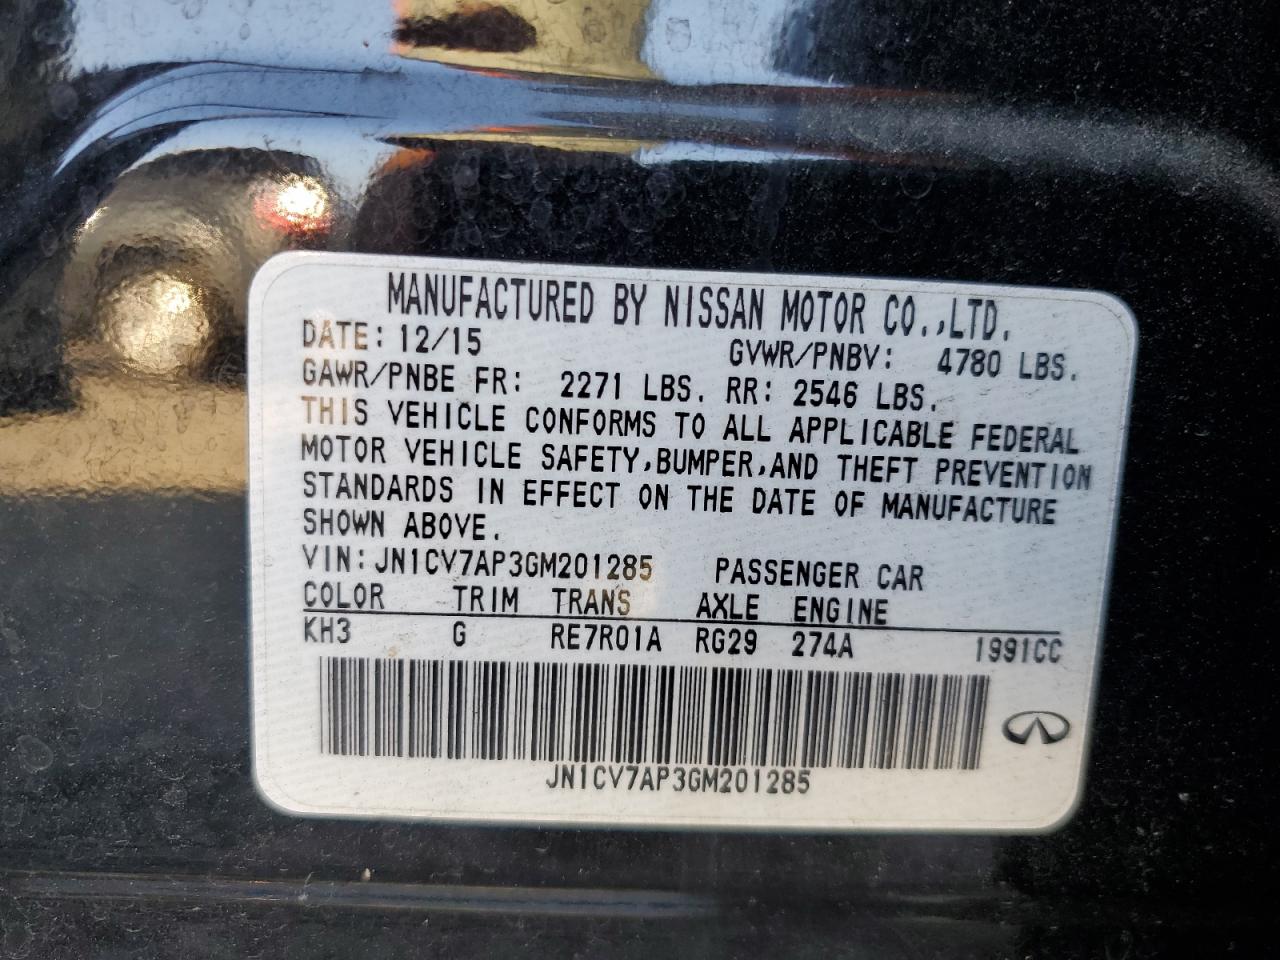 MANUFACTURED BY NISSAN MOTOR CO.,LTD.
DATE: 12/15 GVWR/PNBV: 4780 LBS.
GAWR/PNBE FR: 2271 LBS. RR: 2546 LBS.
THIS VEHICLE CONFORMS TO ALL APPLICABLE FEDERAL
MOTOR VEHICLE SAFETY,BUMPER,AND THEFT PREVENTION
STANDARDS IN EFFECT ON THE DATE OF MANUFACTURE
SHOWN ABOVE.
VIN:JN1CV7AP3GM201285 PASSENGER CAR
COLOR TRIM TRANS AXLE ENGINE
KH3 G RE7R01A RG29 274A 1991CC
JN1CV7AP3GM201285